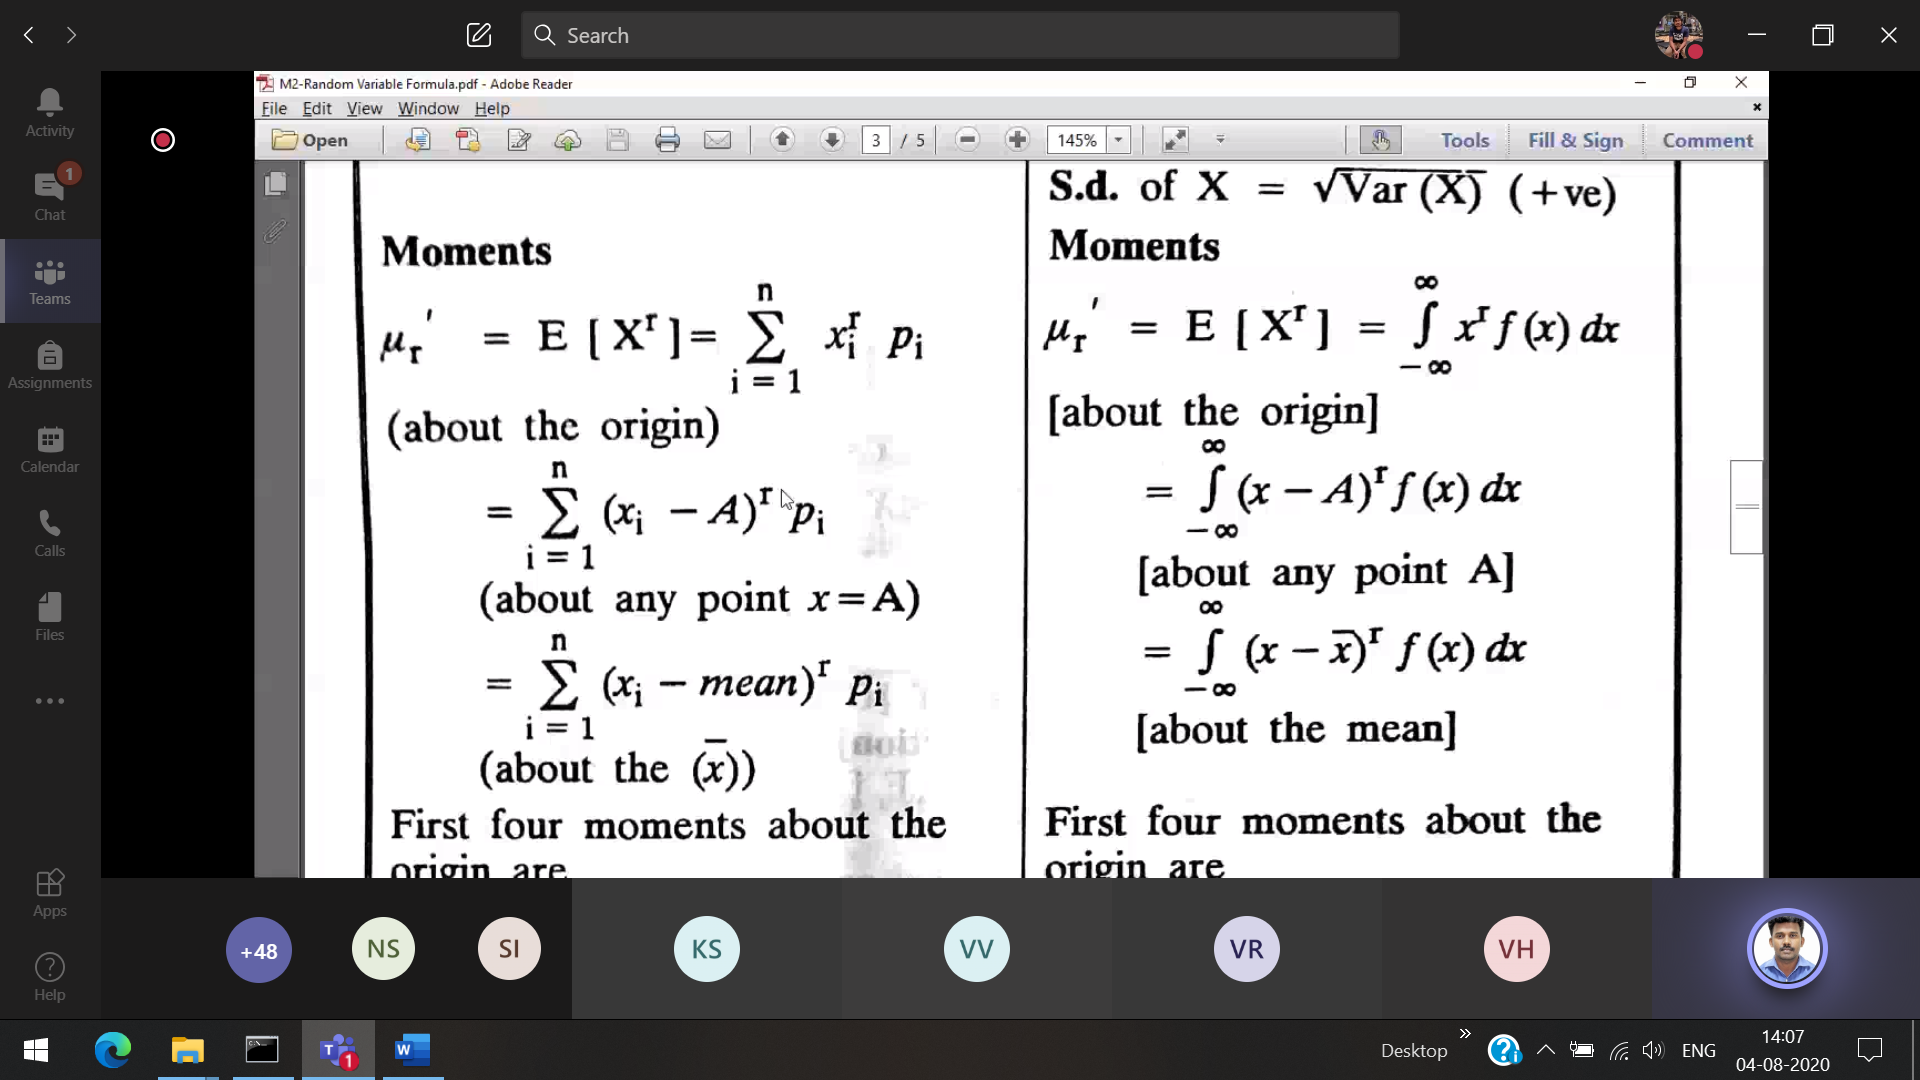 Search
M2-Random Variable Formula.pdf - Adobe Reader
File Edit View Window Help
Open 3 / 5 145% Tools Fill & Sign Comment
Activity
Chat 1
Teams
Assignments
Calendar
Calls
Files
Apps
Help
Moments
μr' = E [ X^r ] = n ∑ i = 1 xi^r pi
(about the origin)
= n ∑ i = 1 (xi − A)^r pi
(about any point x = A)
= n ∑ i = 1 (xi − mean)^r pi
(about the (x̅))
First four moments about the
origin are
S.d. of X = √Var (X) (+ve)
Moments
μr' = E [ X^r ] = ∞ ∫ −∞ x^r f (x) dx
[about the origin]
= ∞ ∫ −∞ (x − A)^r f (x) dx
[about any point A]
= ∞ ∫ −∞ (x − x̅)^r f (x) dx
[about the mean]
First four moments about the
origin are
+48 NS SI KS VV VR VH
1 Desktop » ENG 14:07
04-08-2020